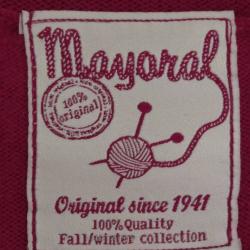 Mayoral
100%
original
Original since 1941
100%Quality
Fall/winter collection